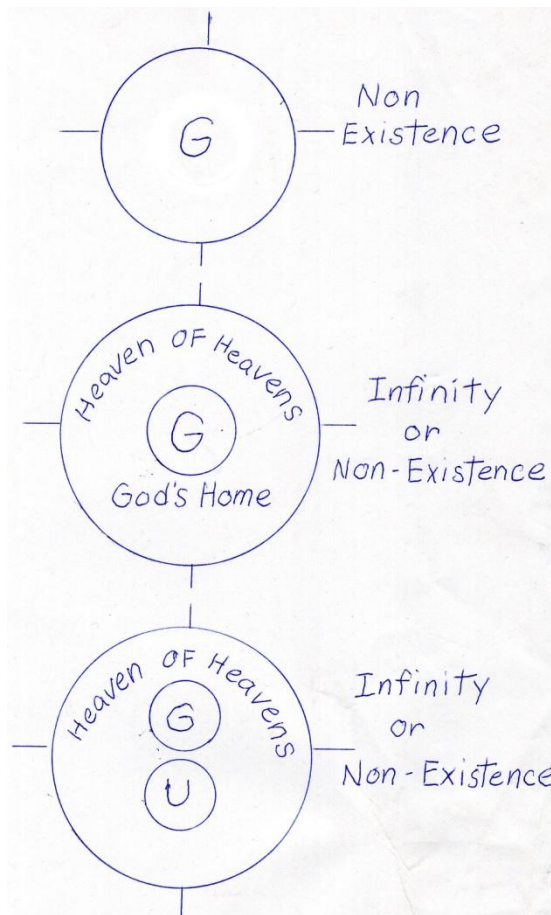 G
Non
Existence
Heaven OF Heavens
G
God's Home
Infinity
or
Non-Existence
Heaven OF Heavens
G
U
Infinity
or
Non-Existence